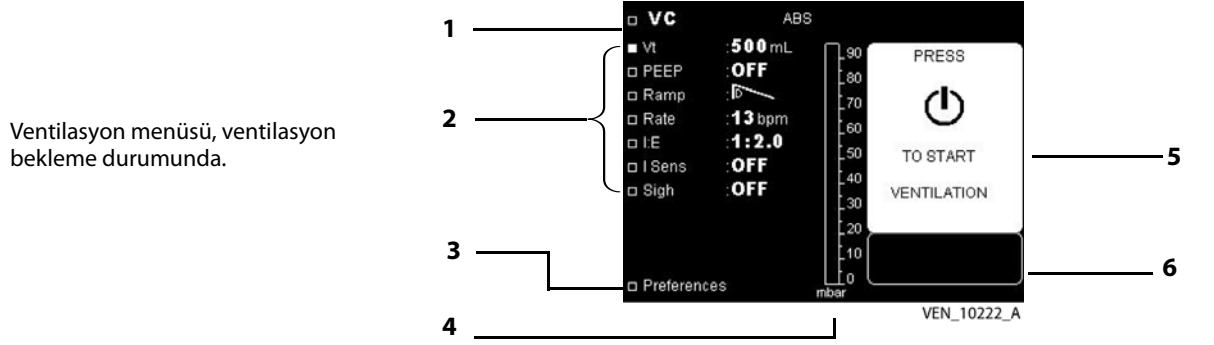 Ventilasyon menüsü, ventilasyon
bekleme durumunda.
1
2
3
4
VC ABS
Vt :500 mL
PEEP :OFF
Ramp :
Rate :13 bpm
I:E :1:2.0
I Sens :OFF
Sigh :OFF
Preferences
90
80
70
60
50
40
30
20
10
0
mbar
PRESS
TO START
VENTILATION
5
6
VEN_10222_A